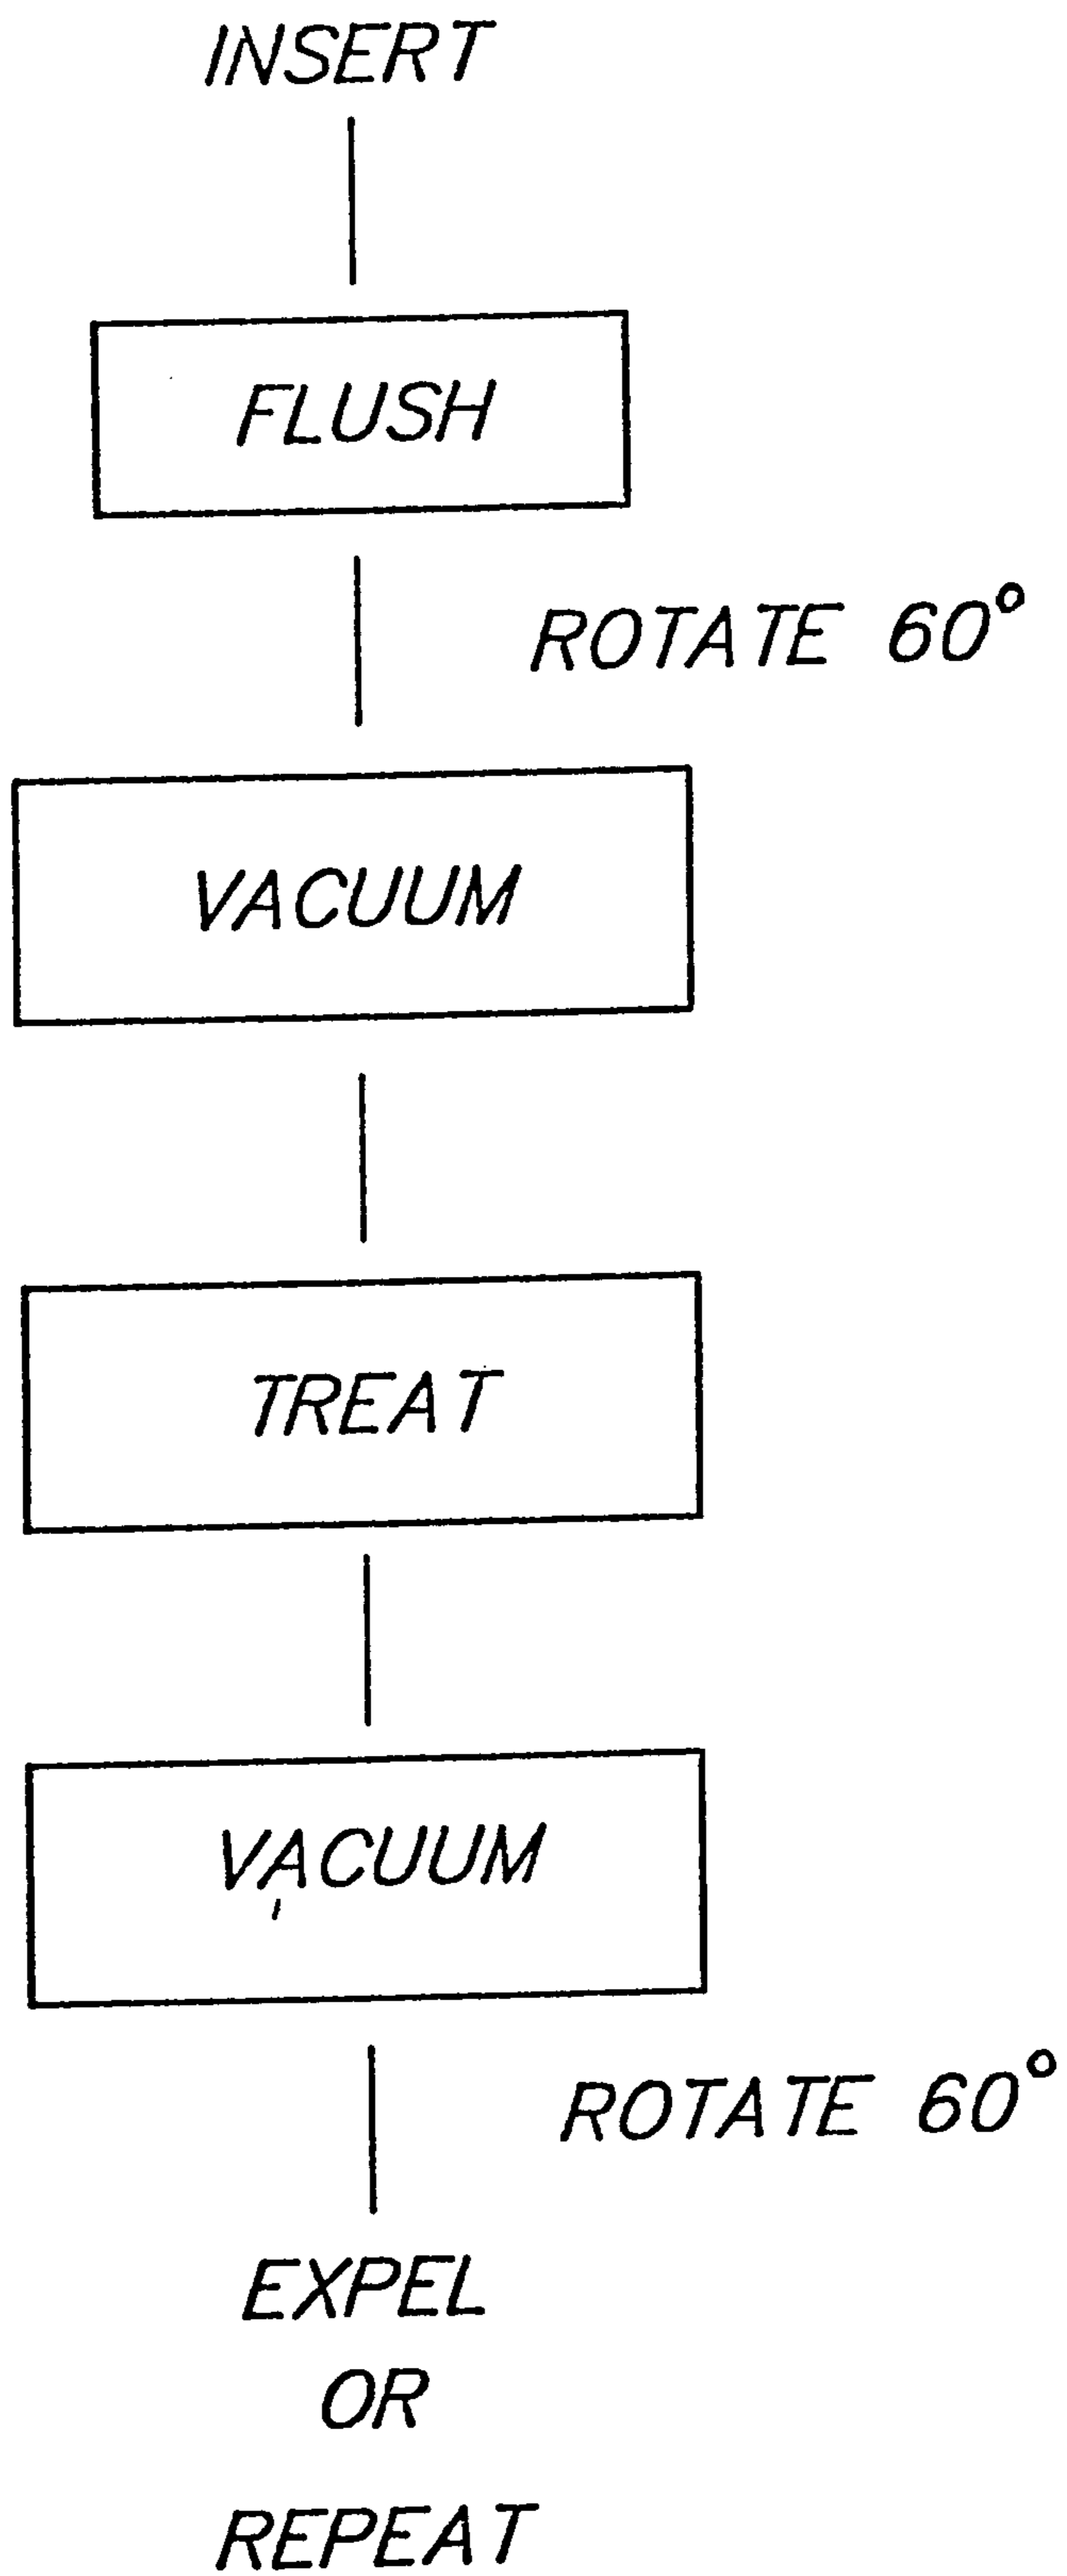 INSERT
FLUSH
ROTATE 60°
VACUUM
TREAT
VACUUM
ROTATE 60°
EXPEL
OR
REPEAT